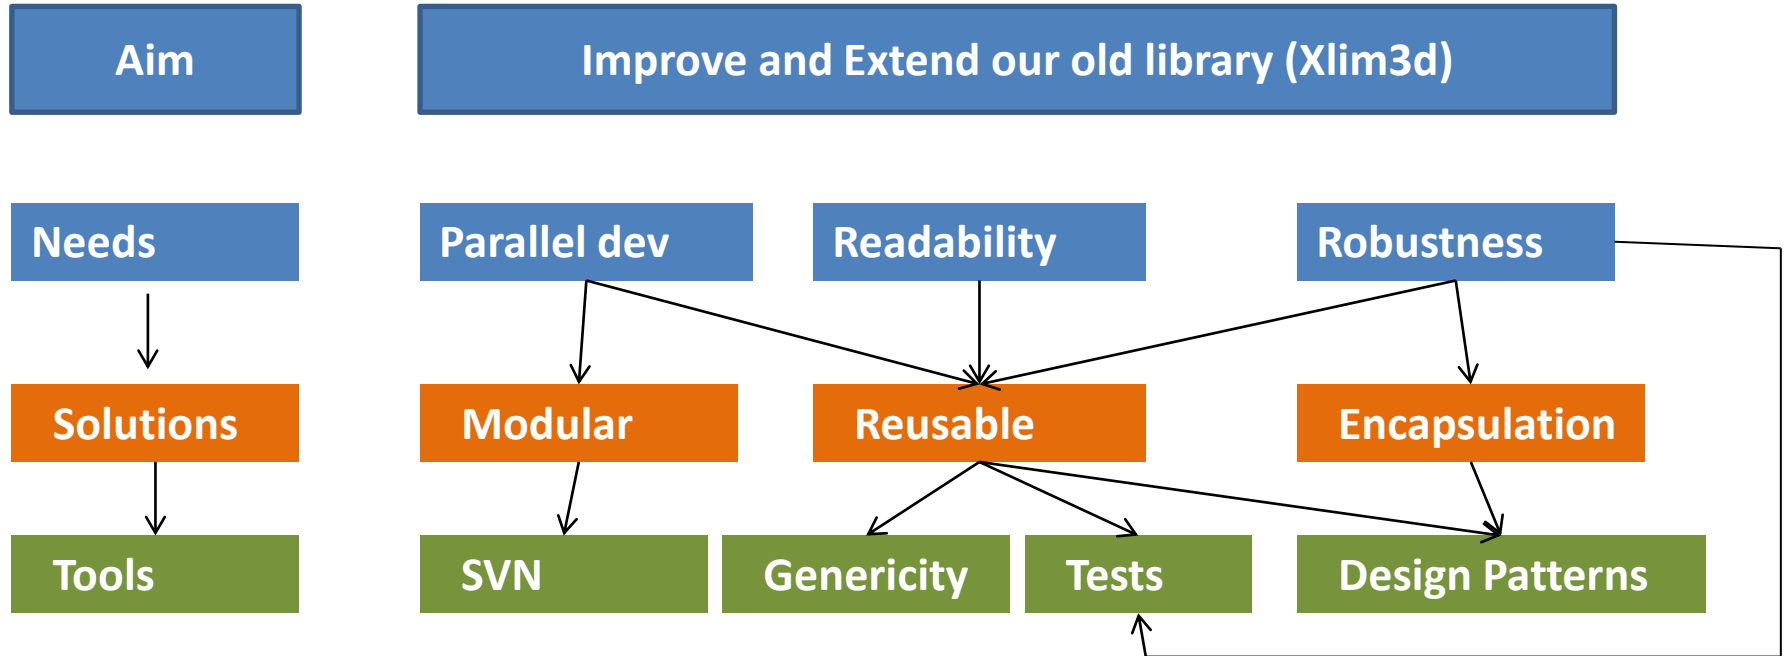 Aim
Improve and Extend our old library (Xlim3d)
Needs
Parallel dev
Readability
Robustness
Solutions
Modular
Reusable
Encapsulation
Tools
SVN
Genericity
Tests
Design Patterns